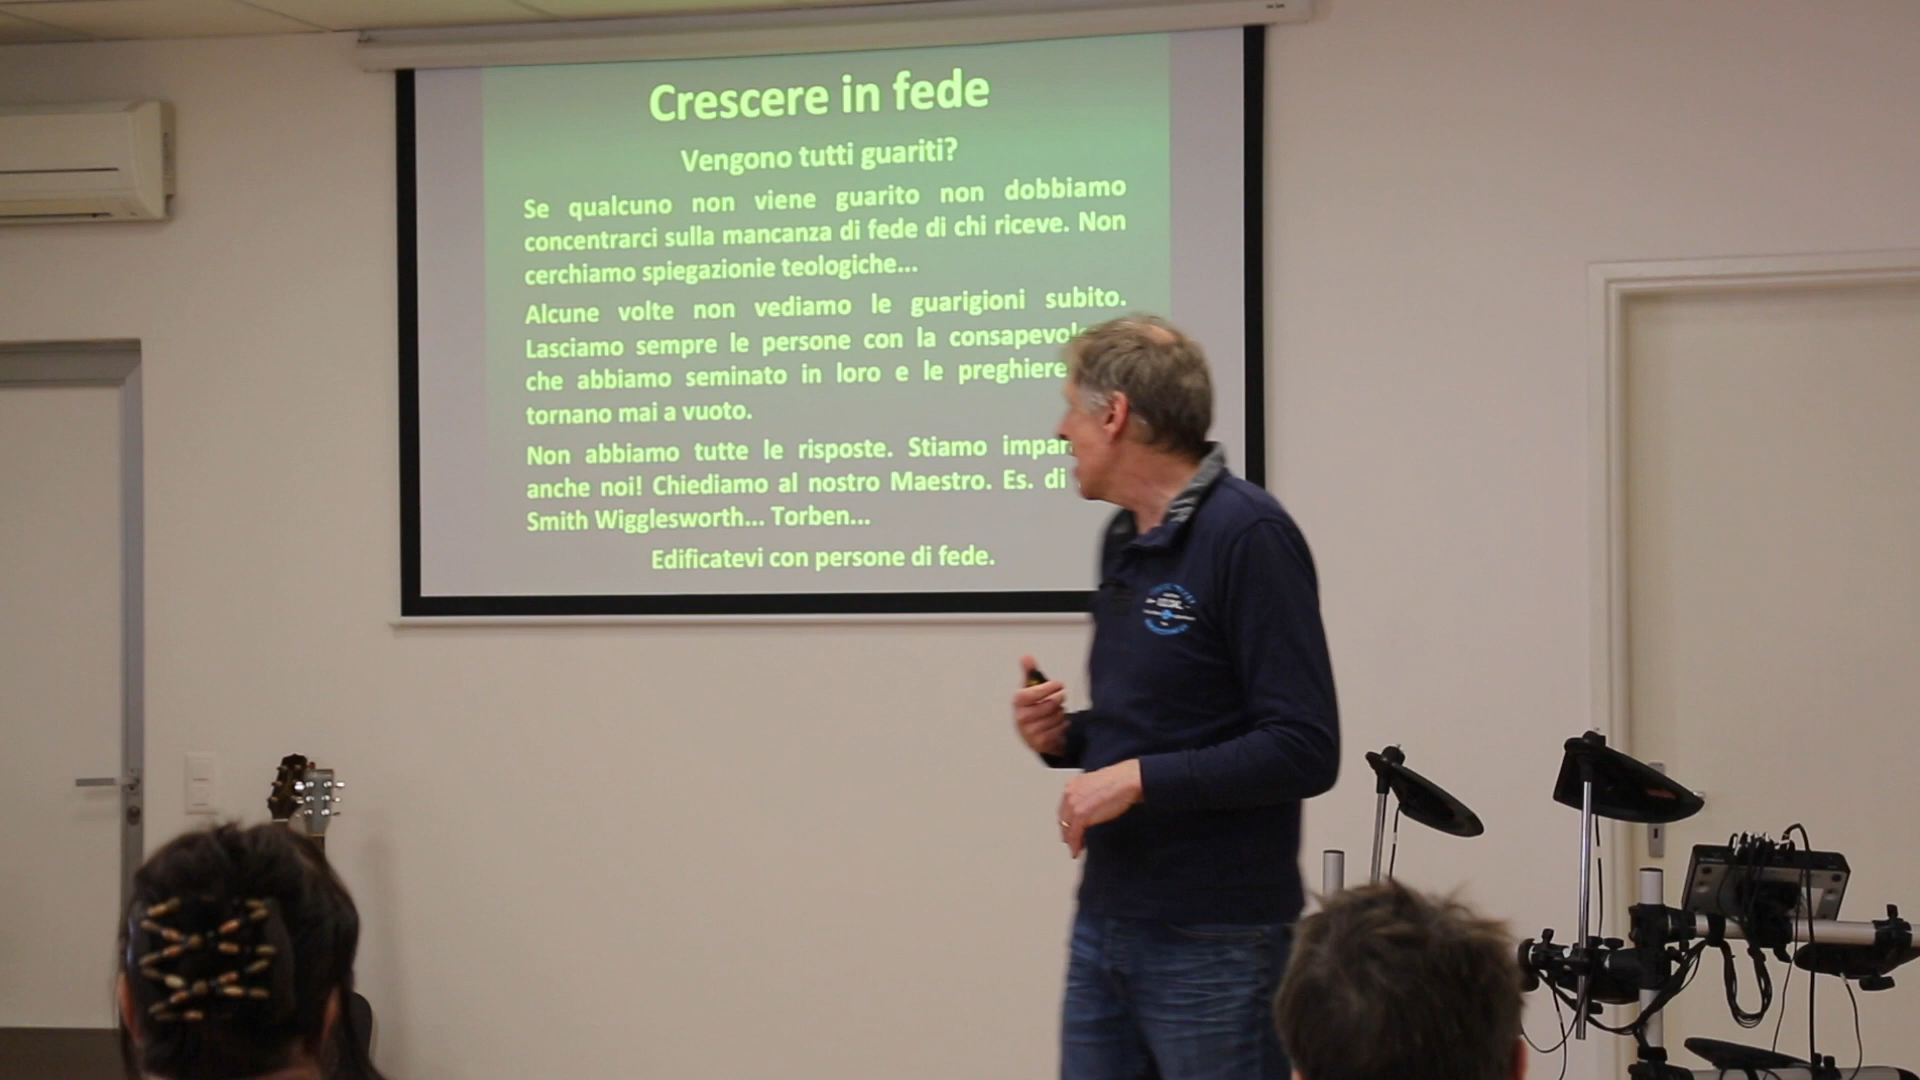 Crescere in fede
Vengono tutti guariti?
Se qualcuno non viene guarito non dobbiamo
concentrarci sulla mancanza di fede di chi riceve. Non
cerchiamo spiegazionie teologiche...
Alcune volte non vediamo le guarigioni subito.
Lasciamo sempre le persone con la
che abbiamo seminato in loro e le preghiere
tornano mai a vuoto.
Non abbiamo tutte le risposte. Stiamo
anche noi! Chiediamo al nostro Maestro. Es. di
Smith Wigglesworth... Torben...
Edificatevi con persone di fede.